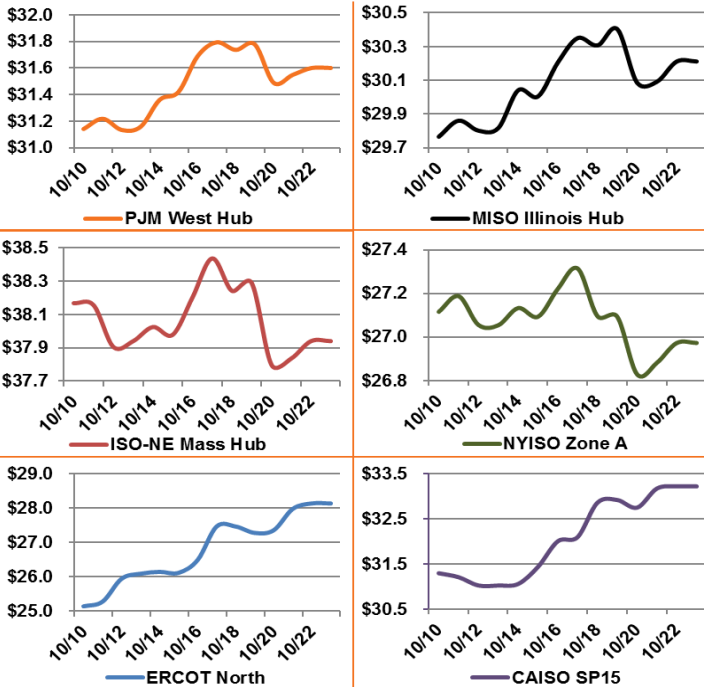 $32.0
$31.8
$31.6
$31.4
$31.2
$31.0
10/10 10/12 10/14 10/16 10/18 10/20 10/22
PJM West Hub
$30.5
$30.3
$30.1
$29.9
$29.7
10/10 10/12 10/14 10/16 10/18 10/20 10/22
MISO Illinois Hub
$38.5
$38.3
$38.1
$37.9
$37.7
10/10 10/12 10/14 10/16 10/18 10/20 10/22
ISO-NE Mass Hub
$27.4
$27.2
$27.0
$26.8
10/10 10/12 10/14 10/16 10/18 10/20 10/22
NYISO Zone A
$29.0
$28.0
$27.0
$26.0
$25.0
10/10 10/12 10/14 10/16 10/18 10/20 10/22
ERCOT North
$33.5
$32.5
$31.5
$30.5
10/10 10/12 10/14 10/16 10/18 10/20 10/22
CAISO SP15